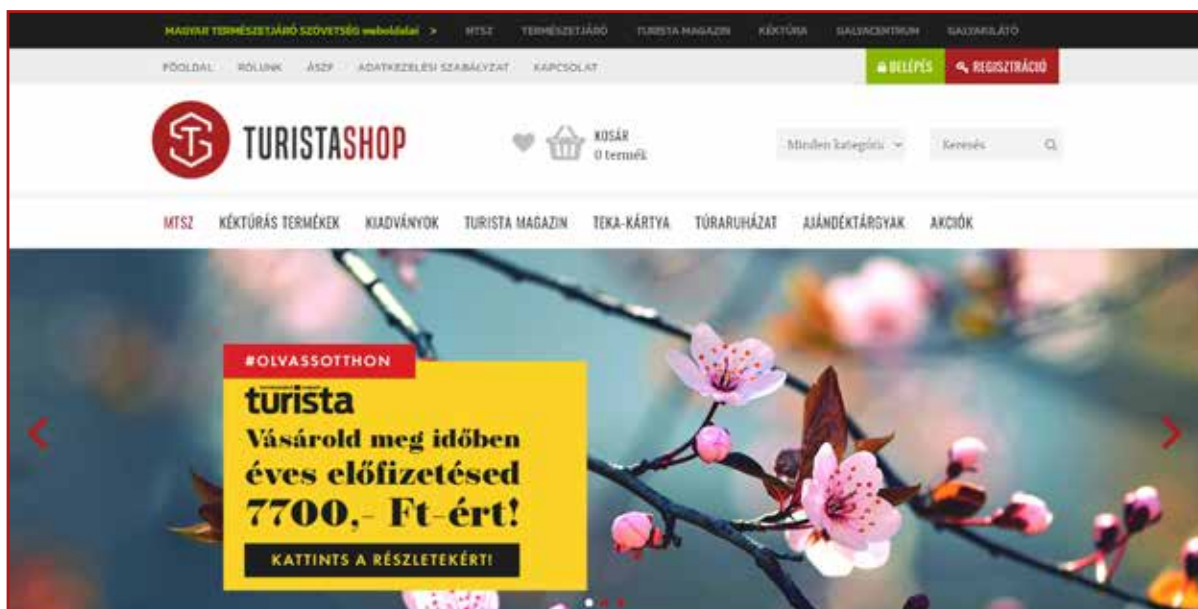 MAGYAR TERMÉSZETJÁRÓ SZÖVETSÉG weboldalai > MTSZ TERMÉSZETJÁRÓ TURISTA MAGAZIN KÉKTÚRA GALYACENTRUM GALYAKILÁTÓ
FŐOLDAL RÓLUNK ÁSZF ADATKEZELÉSI SZABÁLYZAT KAPCSOLAT BELÉPÉS REGISZTRÁCIÓ
TURISTASHOP
KOSÁR
0 termék
Minden kategória Keresés
MTSZ KÉKTÚRÁS TERMÉKEK KIADVÁNYOK TURISTA MAGAZIN TEKA-KÁRTYA TÚRARUHÁZAT AJÁNDÉKTÁRGYAK AKCIÓK
#OLVASSOTTHON
turista
Vásárold meg időben
éves előfizetésed
7700,- Ft-ért!
KATTINTS A RÉSZLETEKÉRT!